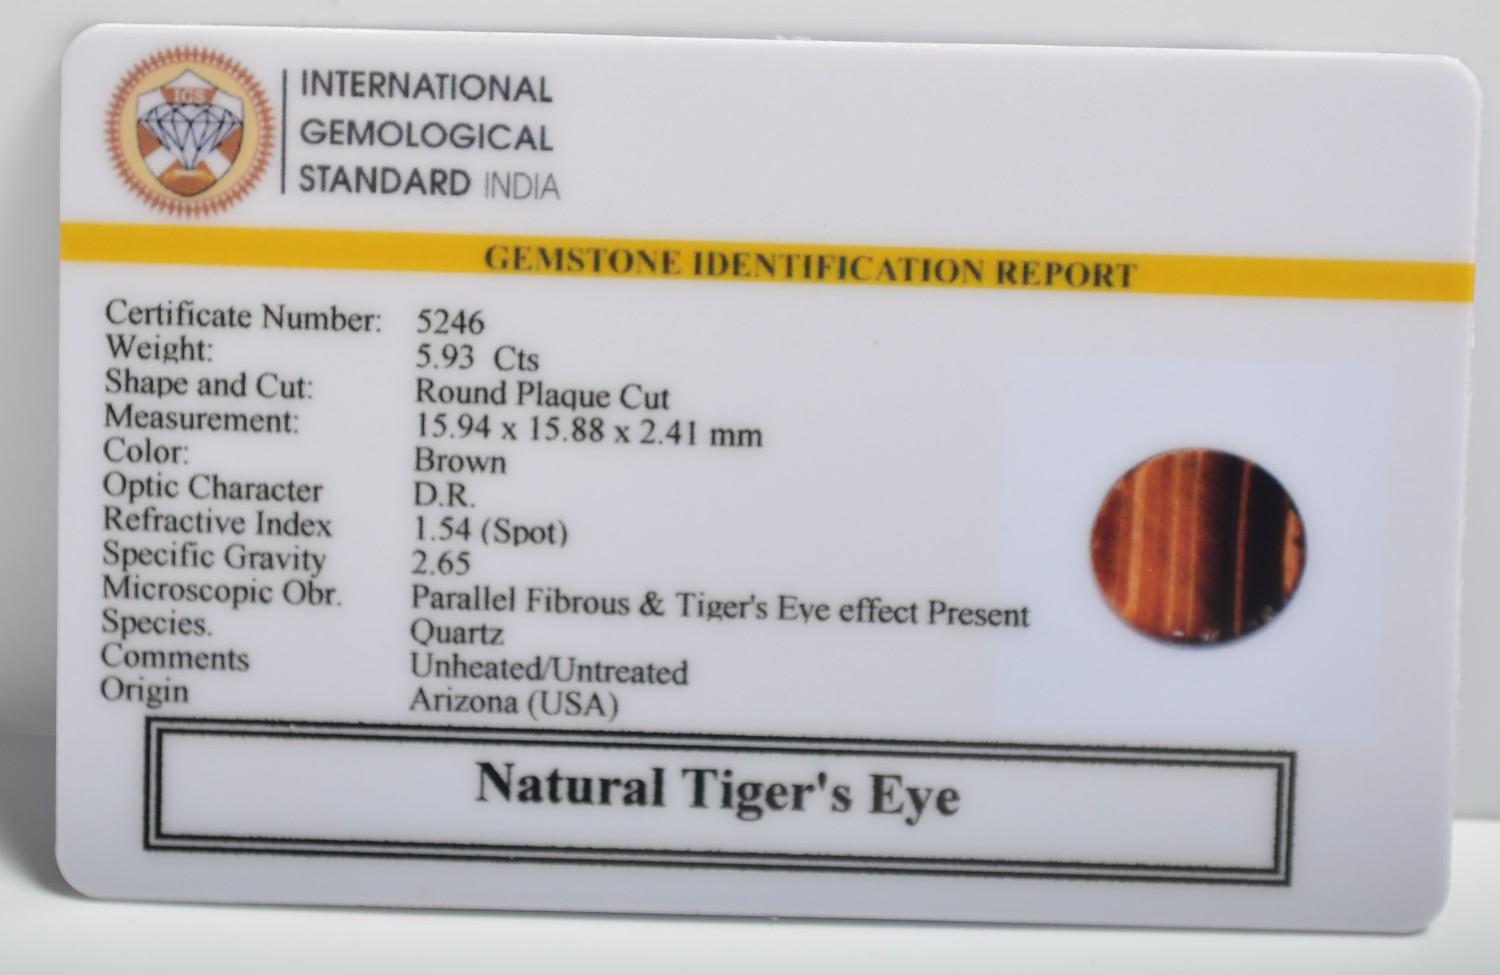 IGS
INTERNATIONAL
GEMOLOGICAL
STANDARD INDIA
GEMSTONE IDENTIFICATION REPORT
Certificate Number: 5246
Weight: 5.93 Cts
Shape and Cut: Round Plaque Cut
Measurement: 15.94 x 15.88 x 2.41 mm
Color: Brown
Optic Character D.R.
Refractive Index 1.54 (Spot)
Specific Gravity 2.65
Microscopic Obr. Parallel Fibrous & Tiger's Eye effect Present
Species. Quartz
Comments Unheated/Untreated
Origin Arizona (USA)
Natural Tiger's Eye